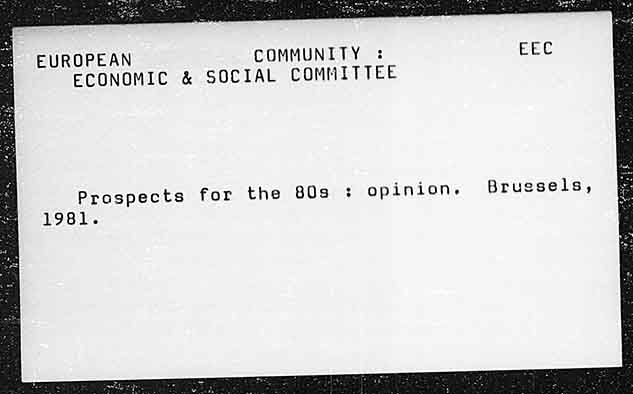 EUROPEAN COMMUNITY : EEC
ECONOMIC & SOCIAL COMMITTEE
Prospects for the 80s : opinion. Brussels,
1981.